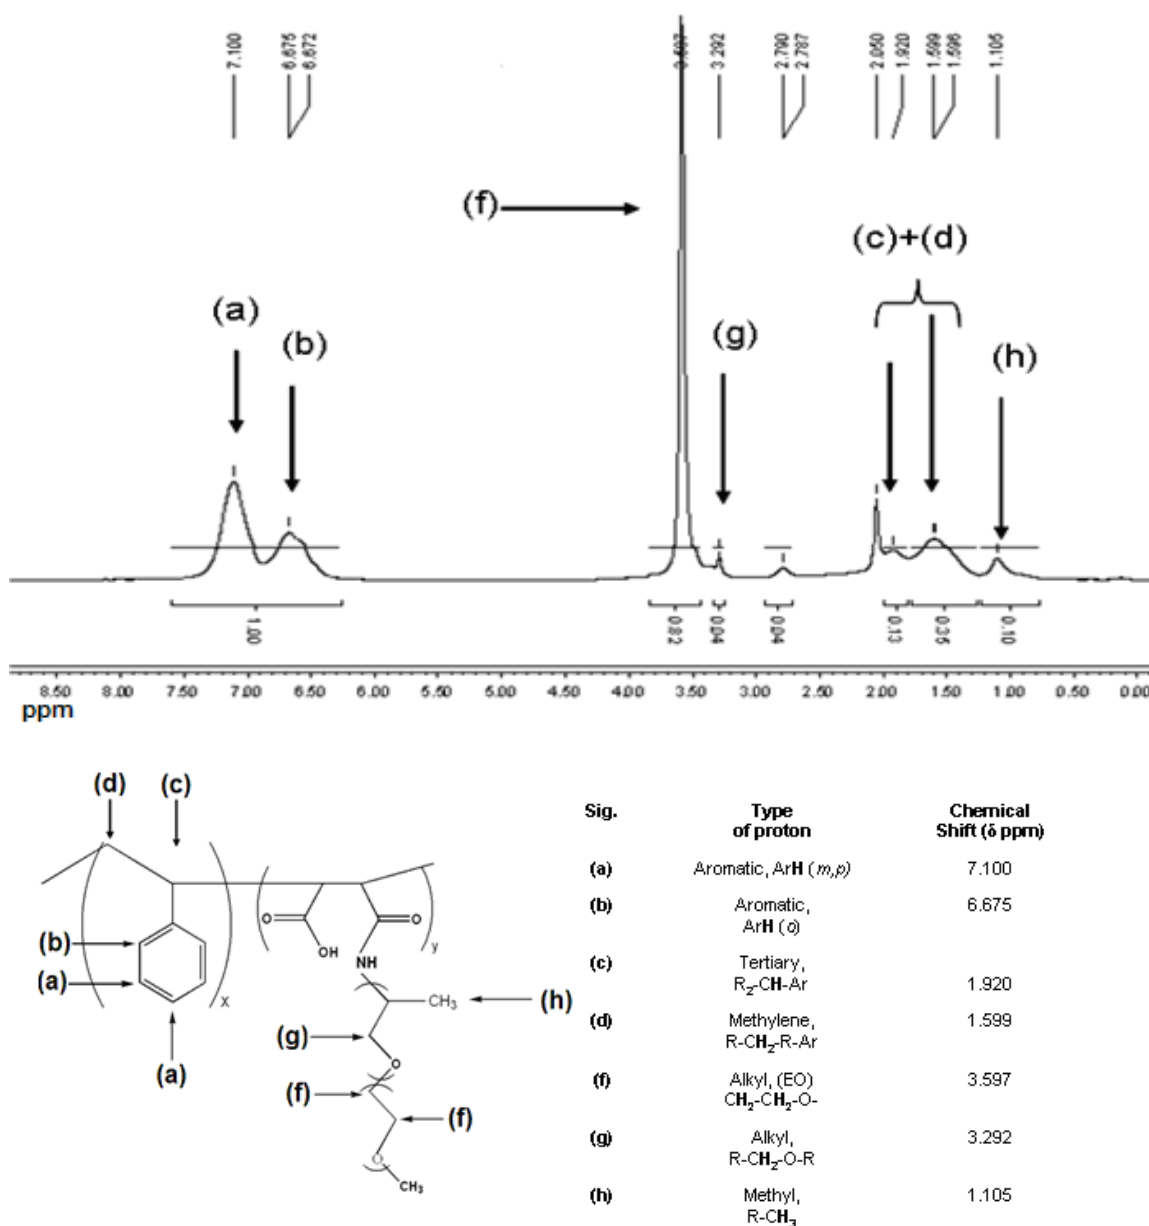 7.100 6.675 6.672 3.597 3.292 2.790 2.787 2.050 1.920 1.599 1.596 1.105
(f)
(c)+(d)
(a)
(b)
(g)
(h)
1.00 0.82 0.04 0.04 0.13 0.35 0.10
8.50 8.00 7.50 7.00 6.50 6.00 5.50 5.00 4.50 4.00 3.50 3.00 2.50 2.00 1.50 1.00 0.50 0.00
ppm
(d) (c)
(b)
(a)
(a)
x
O
OH
O
NH
y
CH3
(h)
(g)
O
(f)
(f)
O
CH3
Sig. Type of proton Chemical Shift (δ ppm)
(a) Aromatic, ArH (m,p) 7.100
(b) Aromatic,
ArH (o) 6.675
(c) Tertiary,
R2-CH-Ar 1.920
(d) Methylene,
R-CH2-R-Ar 1.599
(f) Alkyl, (EO)
CH2-CH2-O- 3.597
(g) Alkyl,
R-CH2-O-R 3.292
(h) Methyl,
R-CH3 1.105